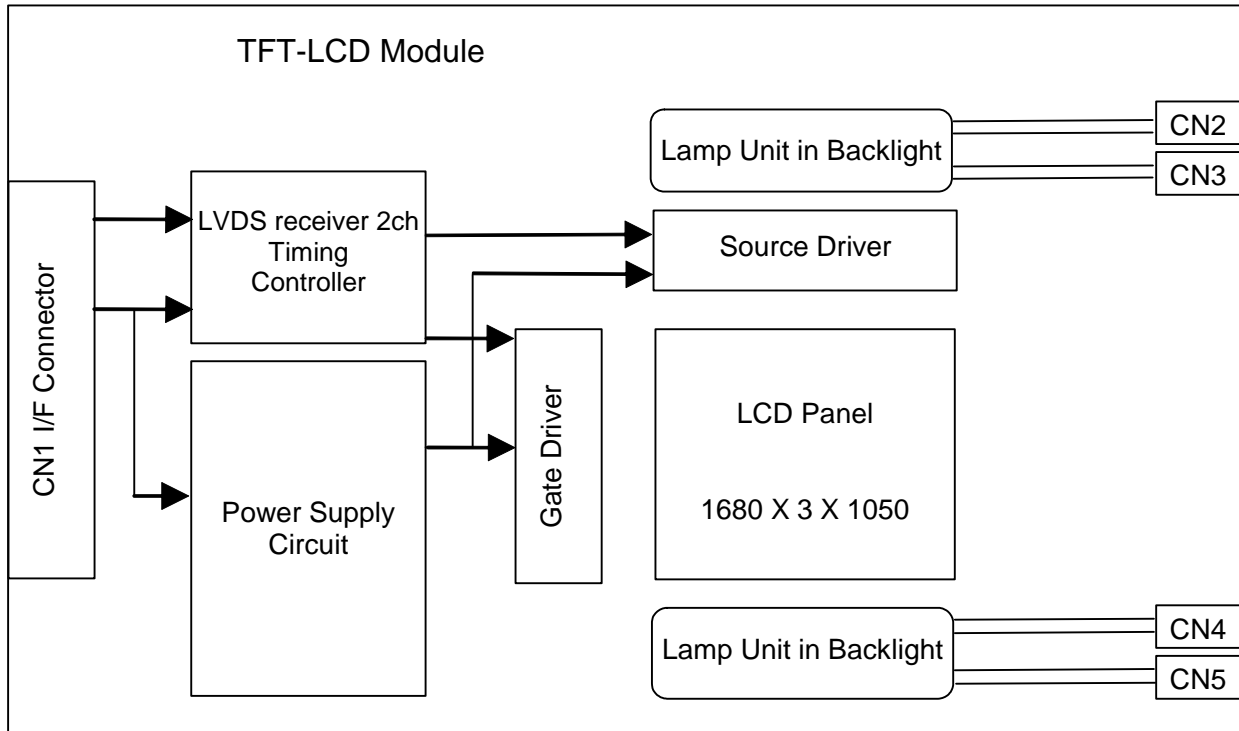 TFT-LCD Module
Lamp Unit in Backlight
CN2
CN3
CN1 I/F Connector
LVDS receiver 2ch
Timing
Controller
Source Driver
Power Supply
Circuit
Gate Driver
LCD Panel
1680 X 3 X 1050
Lamp Unit in Backlight
CN4
CN5